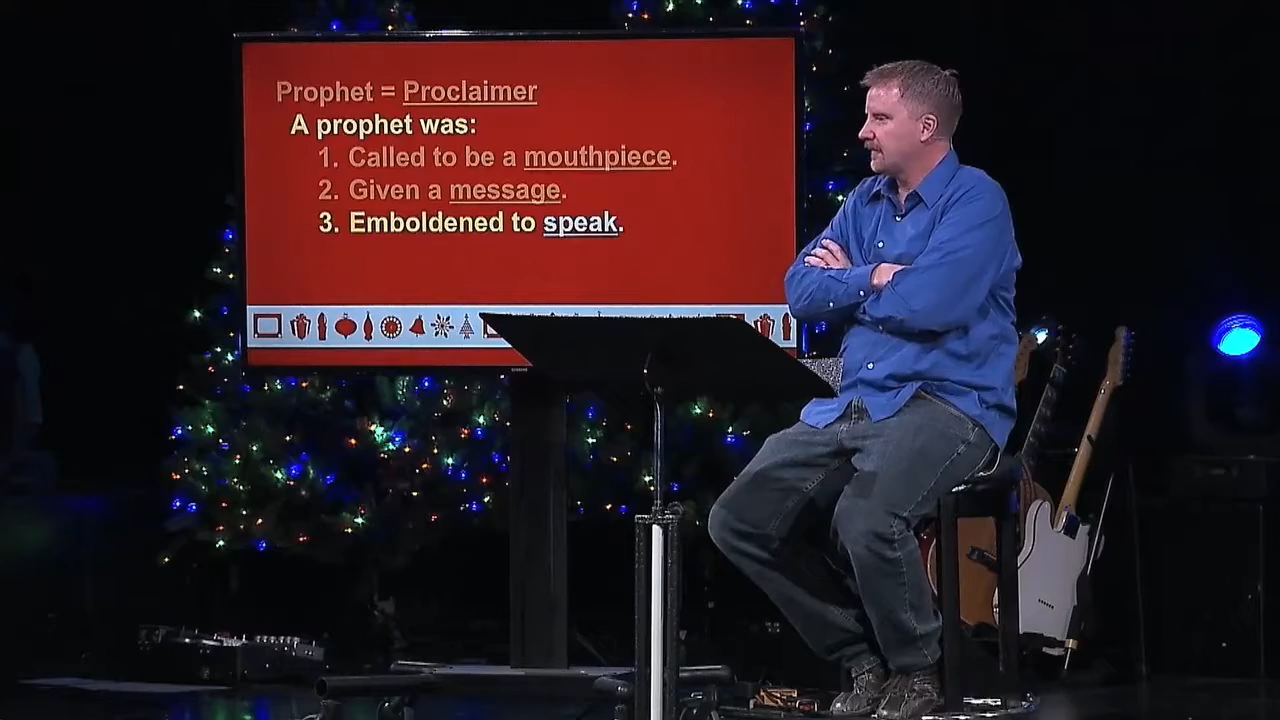 Prophet = Proclaimer
A prophet was:
1. Called to be a mouthpiece.
2. Given a message.
3. Emboldened to speak.